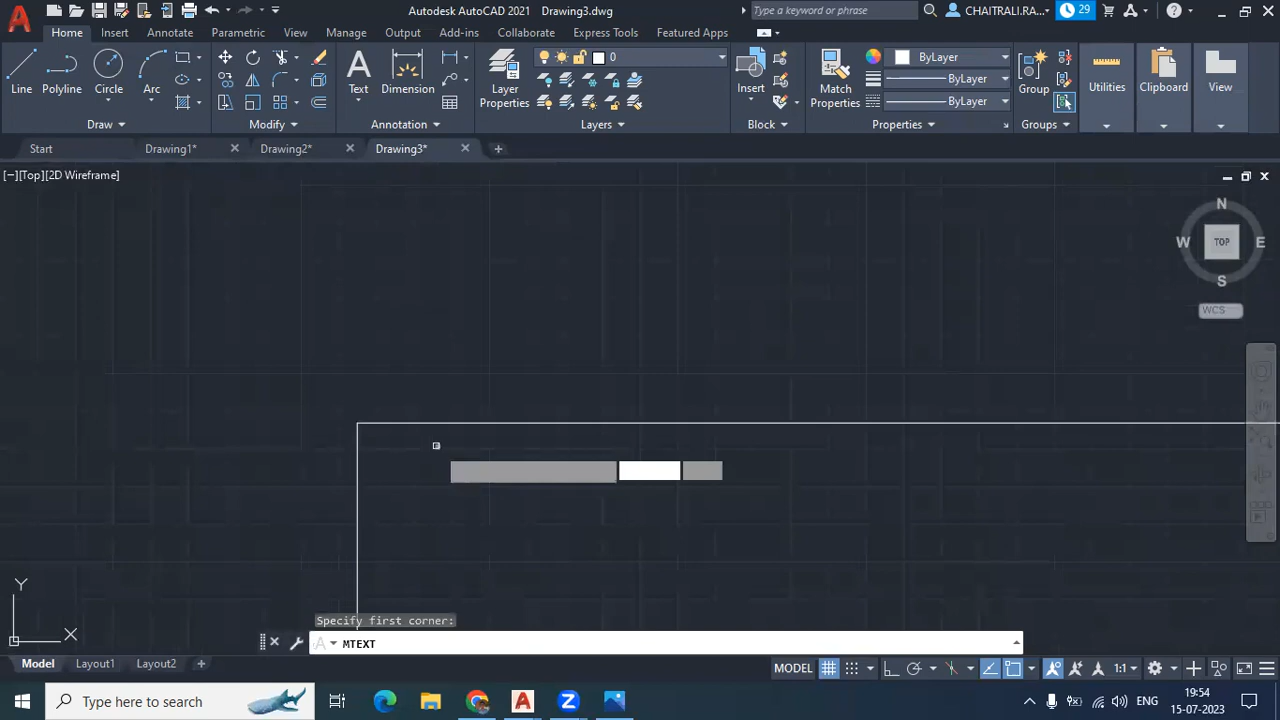 Autodesk AutoCAD 2021 Drawing3.dwg
Type a keyword or phrase
CHAITRALI.RA...
29
Home Insert Annotate Parametric View Manage Output Add-ins Collaborate Express Tools Featured Apps
Line Polyline Circle Arc
Text Dimension
Layer Properties
0
Insert
Match Properties
ByLayer
ByLayer
ByLayer
Group
Utilities Clipboard View
Draw Modify Annotation Layers Block Properties Groups
Start Drawing1* Drawing2* Drawing3*
[−][Top][2D Wireframe]
N
W TOP E
S
WCS
Y
X
Specify first corner:
MTEXT
Model Layout1 Layout2
MODEL 1:1
Type here to search
ENG
19:54
15-07-2023